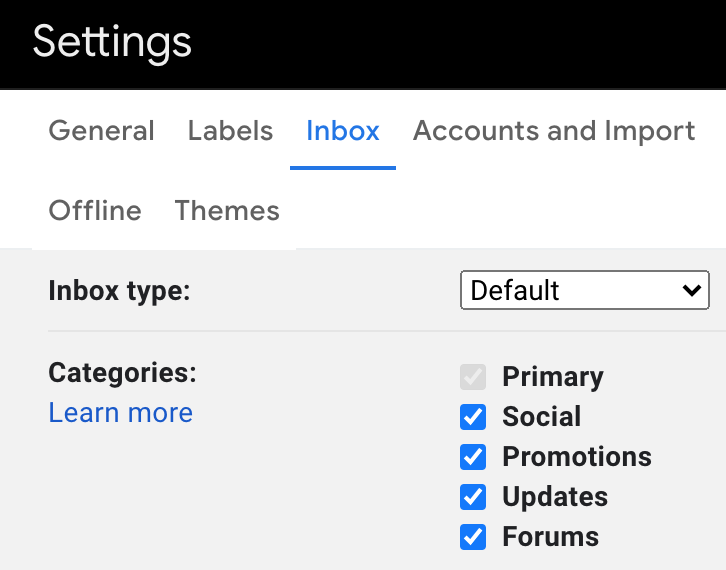 Settings
General Labels Inbox Accounts and Import
Offline Themes
Inbox type: Default
Categories: Primary
Learn more Social
Promotions
Updates
Forums